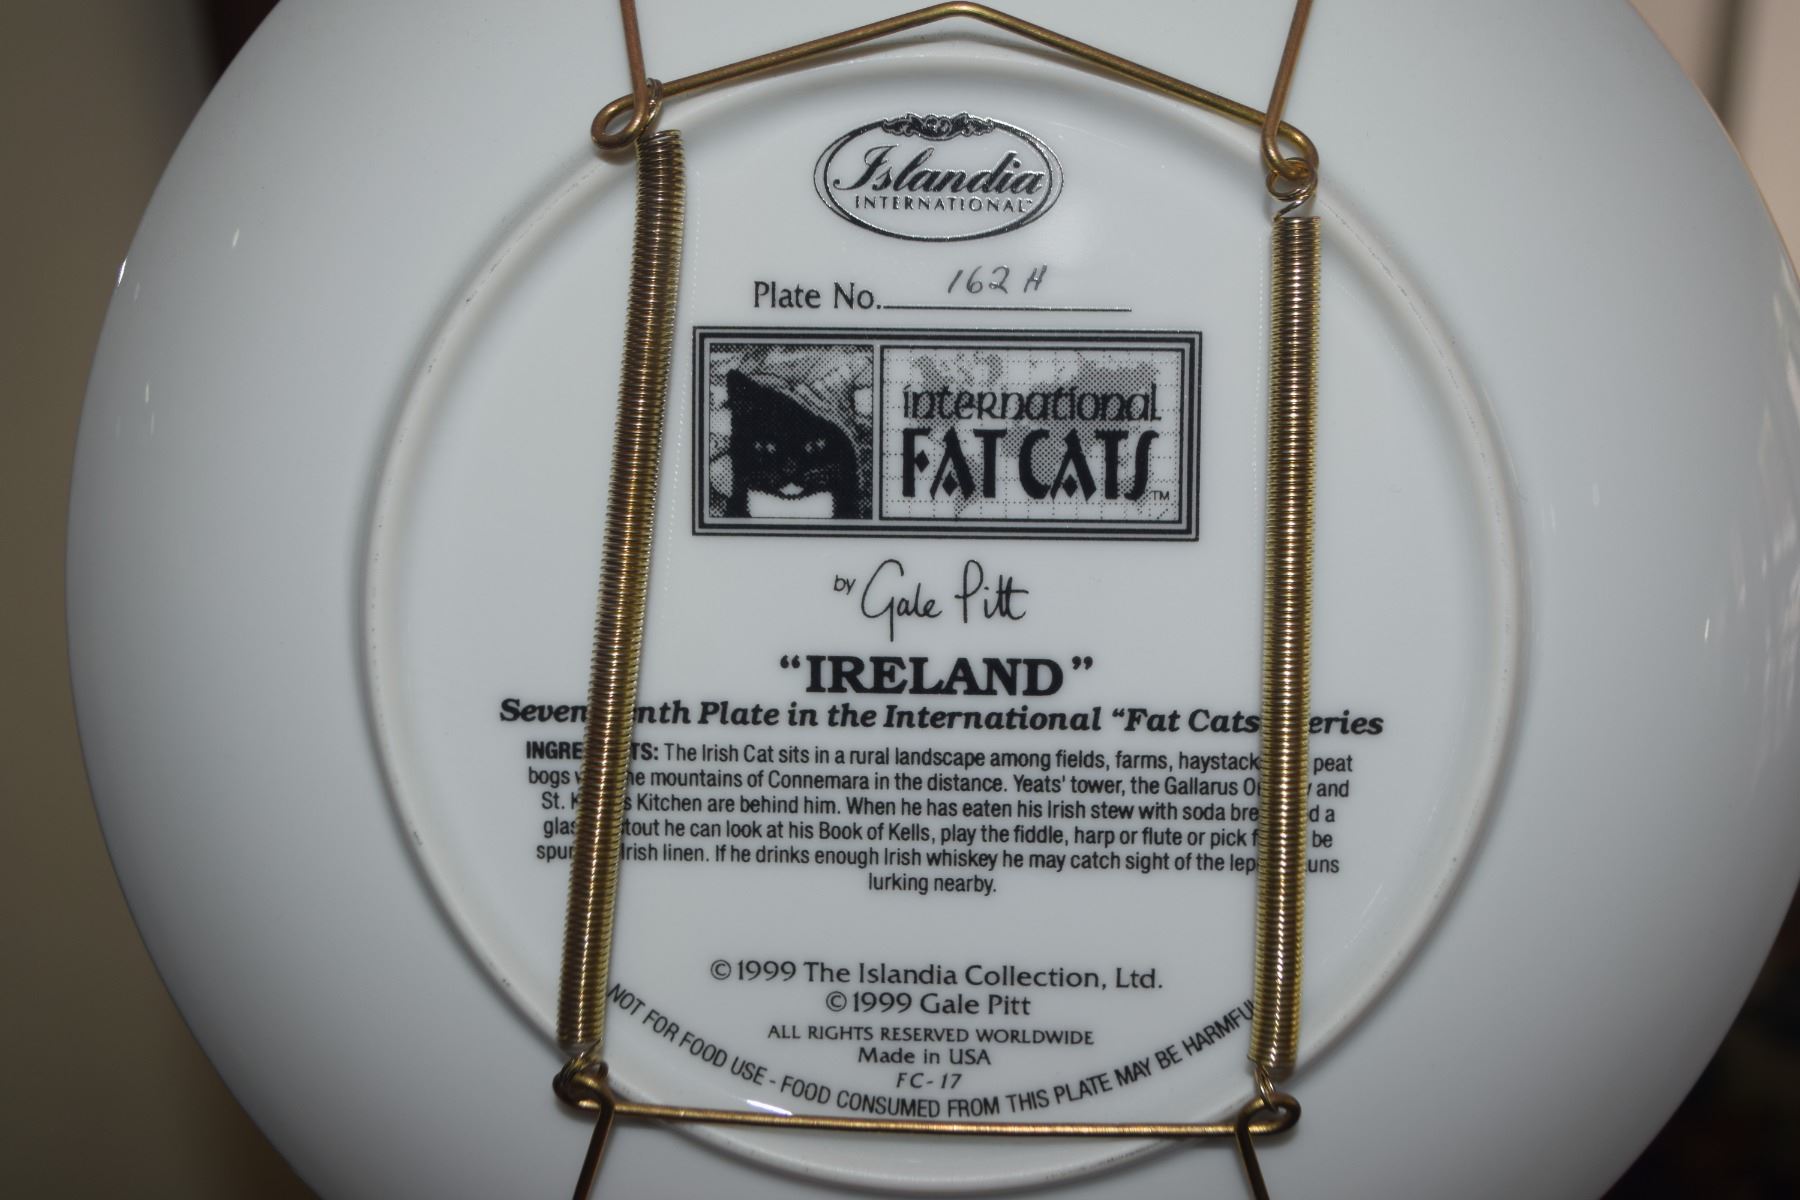 Islandia
INTERNATIONAL™
Plate No. 162 H
international
FAT CATS™
by Gale Pitt
“IRELAND”
Plate in the International “Fat Cats
The Irish Cat sits in a rural landscape among fields, farms, haystack peat
bogs mountains of Connemara in the distance. Yeats' tower, the Gallarus and
St. Kitchen are behind him. When he has eaten his Irish stew with soda a
he can look at his Book of Kells, play the fiddle, harp or flute or pick be
Irish linen. If he drinks enough Irish whiskey he may catch sight of the
lurking nearby.
©1999 The Islandia Collection, Ltd.
©1999 Gale Pitt
ALL RIGHTS RESERVED WORLDWIDE
Made in USA
FC-17
NOT FOR FOOD USE - FOOD CONSUMED FROM THIS PLATE MAY BE HARMFUL